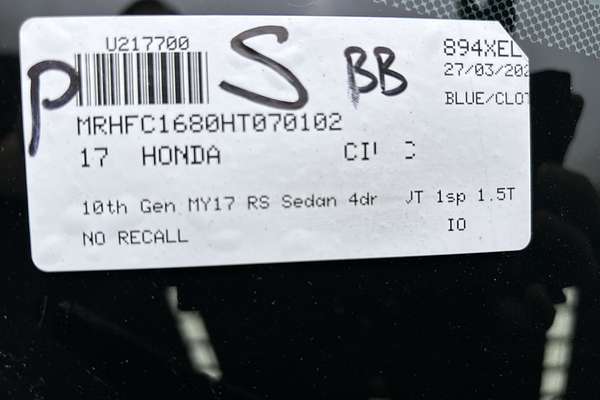 U217700
P S BB
894XEL
27/03/202
BLUE/CLOT
MRHFC1680HT070102
17 HONDA
10th Gen MY17 RS Sedan 4dr 1sp 1.5T
NO RECALL
IO